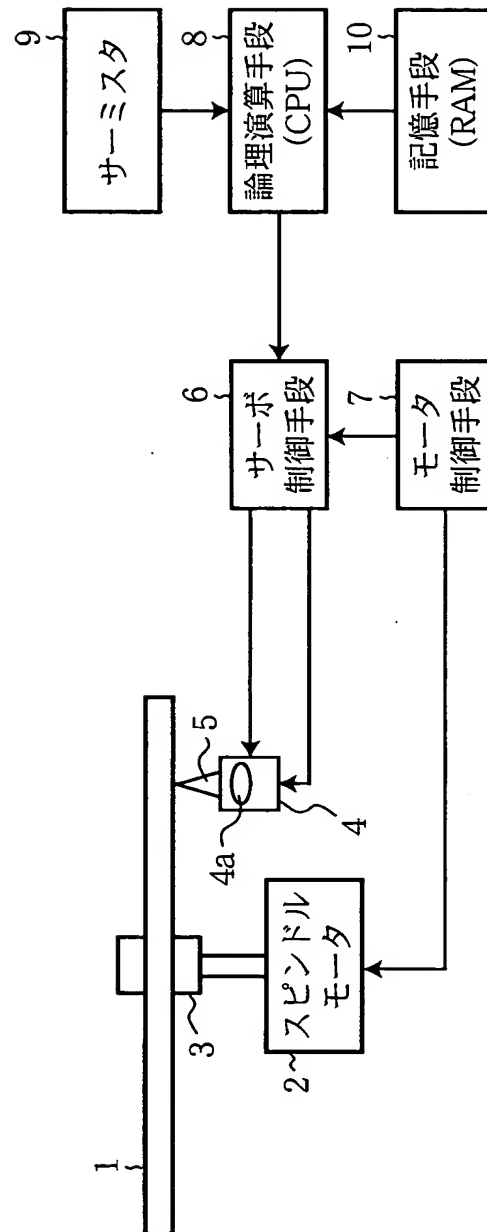 1
2
スピンドル
モータ
3
4
4a
5
6
サーボ
制御手段
7
モータ
制御手段
8
論理演算手段
(CPU)
9
サーミスタ
10
記憶手段
(RAM)